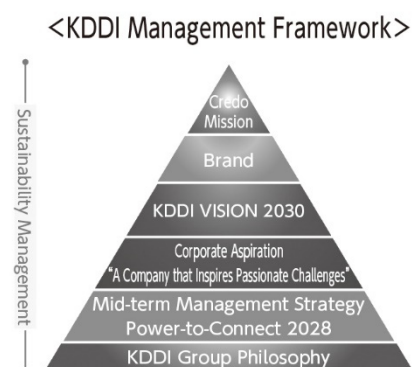 <KDDI Management Framework>
Sustainability Management
Credo
Mission
Brand
KDDI VISION 2030
Corporate Aspiration
"A Company that Inspires Passionate Challenges"
Mid-term Management Strategy
Power-to-Connect 2028
KDDI Group Philosophy